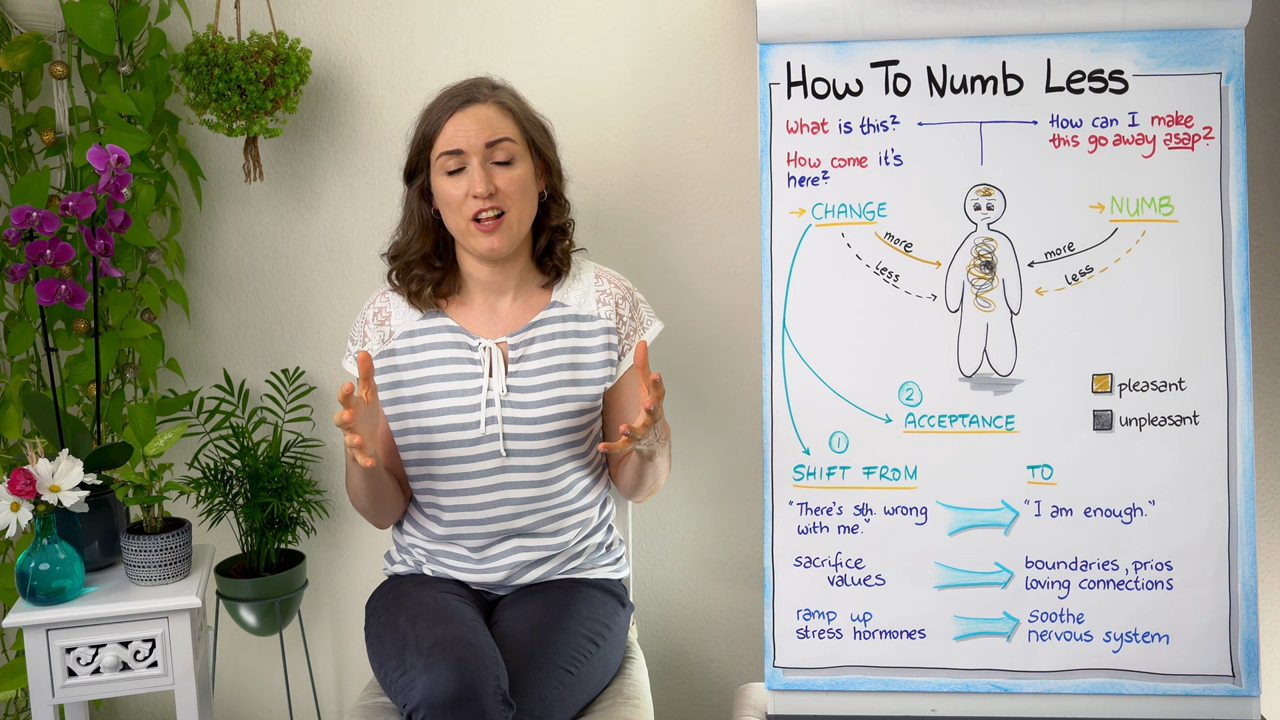 How To Numb Less
What is this?
How come it's
here?
How can I make
this go away asap?
CHANGE
NUMB
more
less
more
less
pleasant
unpleasant
2
ACCEPTANCE
1
SHIFT FROM
TO
"There's sth. wrong
with me."
"I am enough."
sacrifice
values
boundaries, prios
loving connections
ramp up
stress hormones
soothe
nervous system